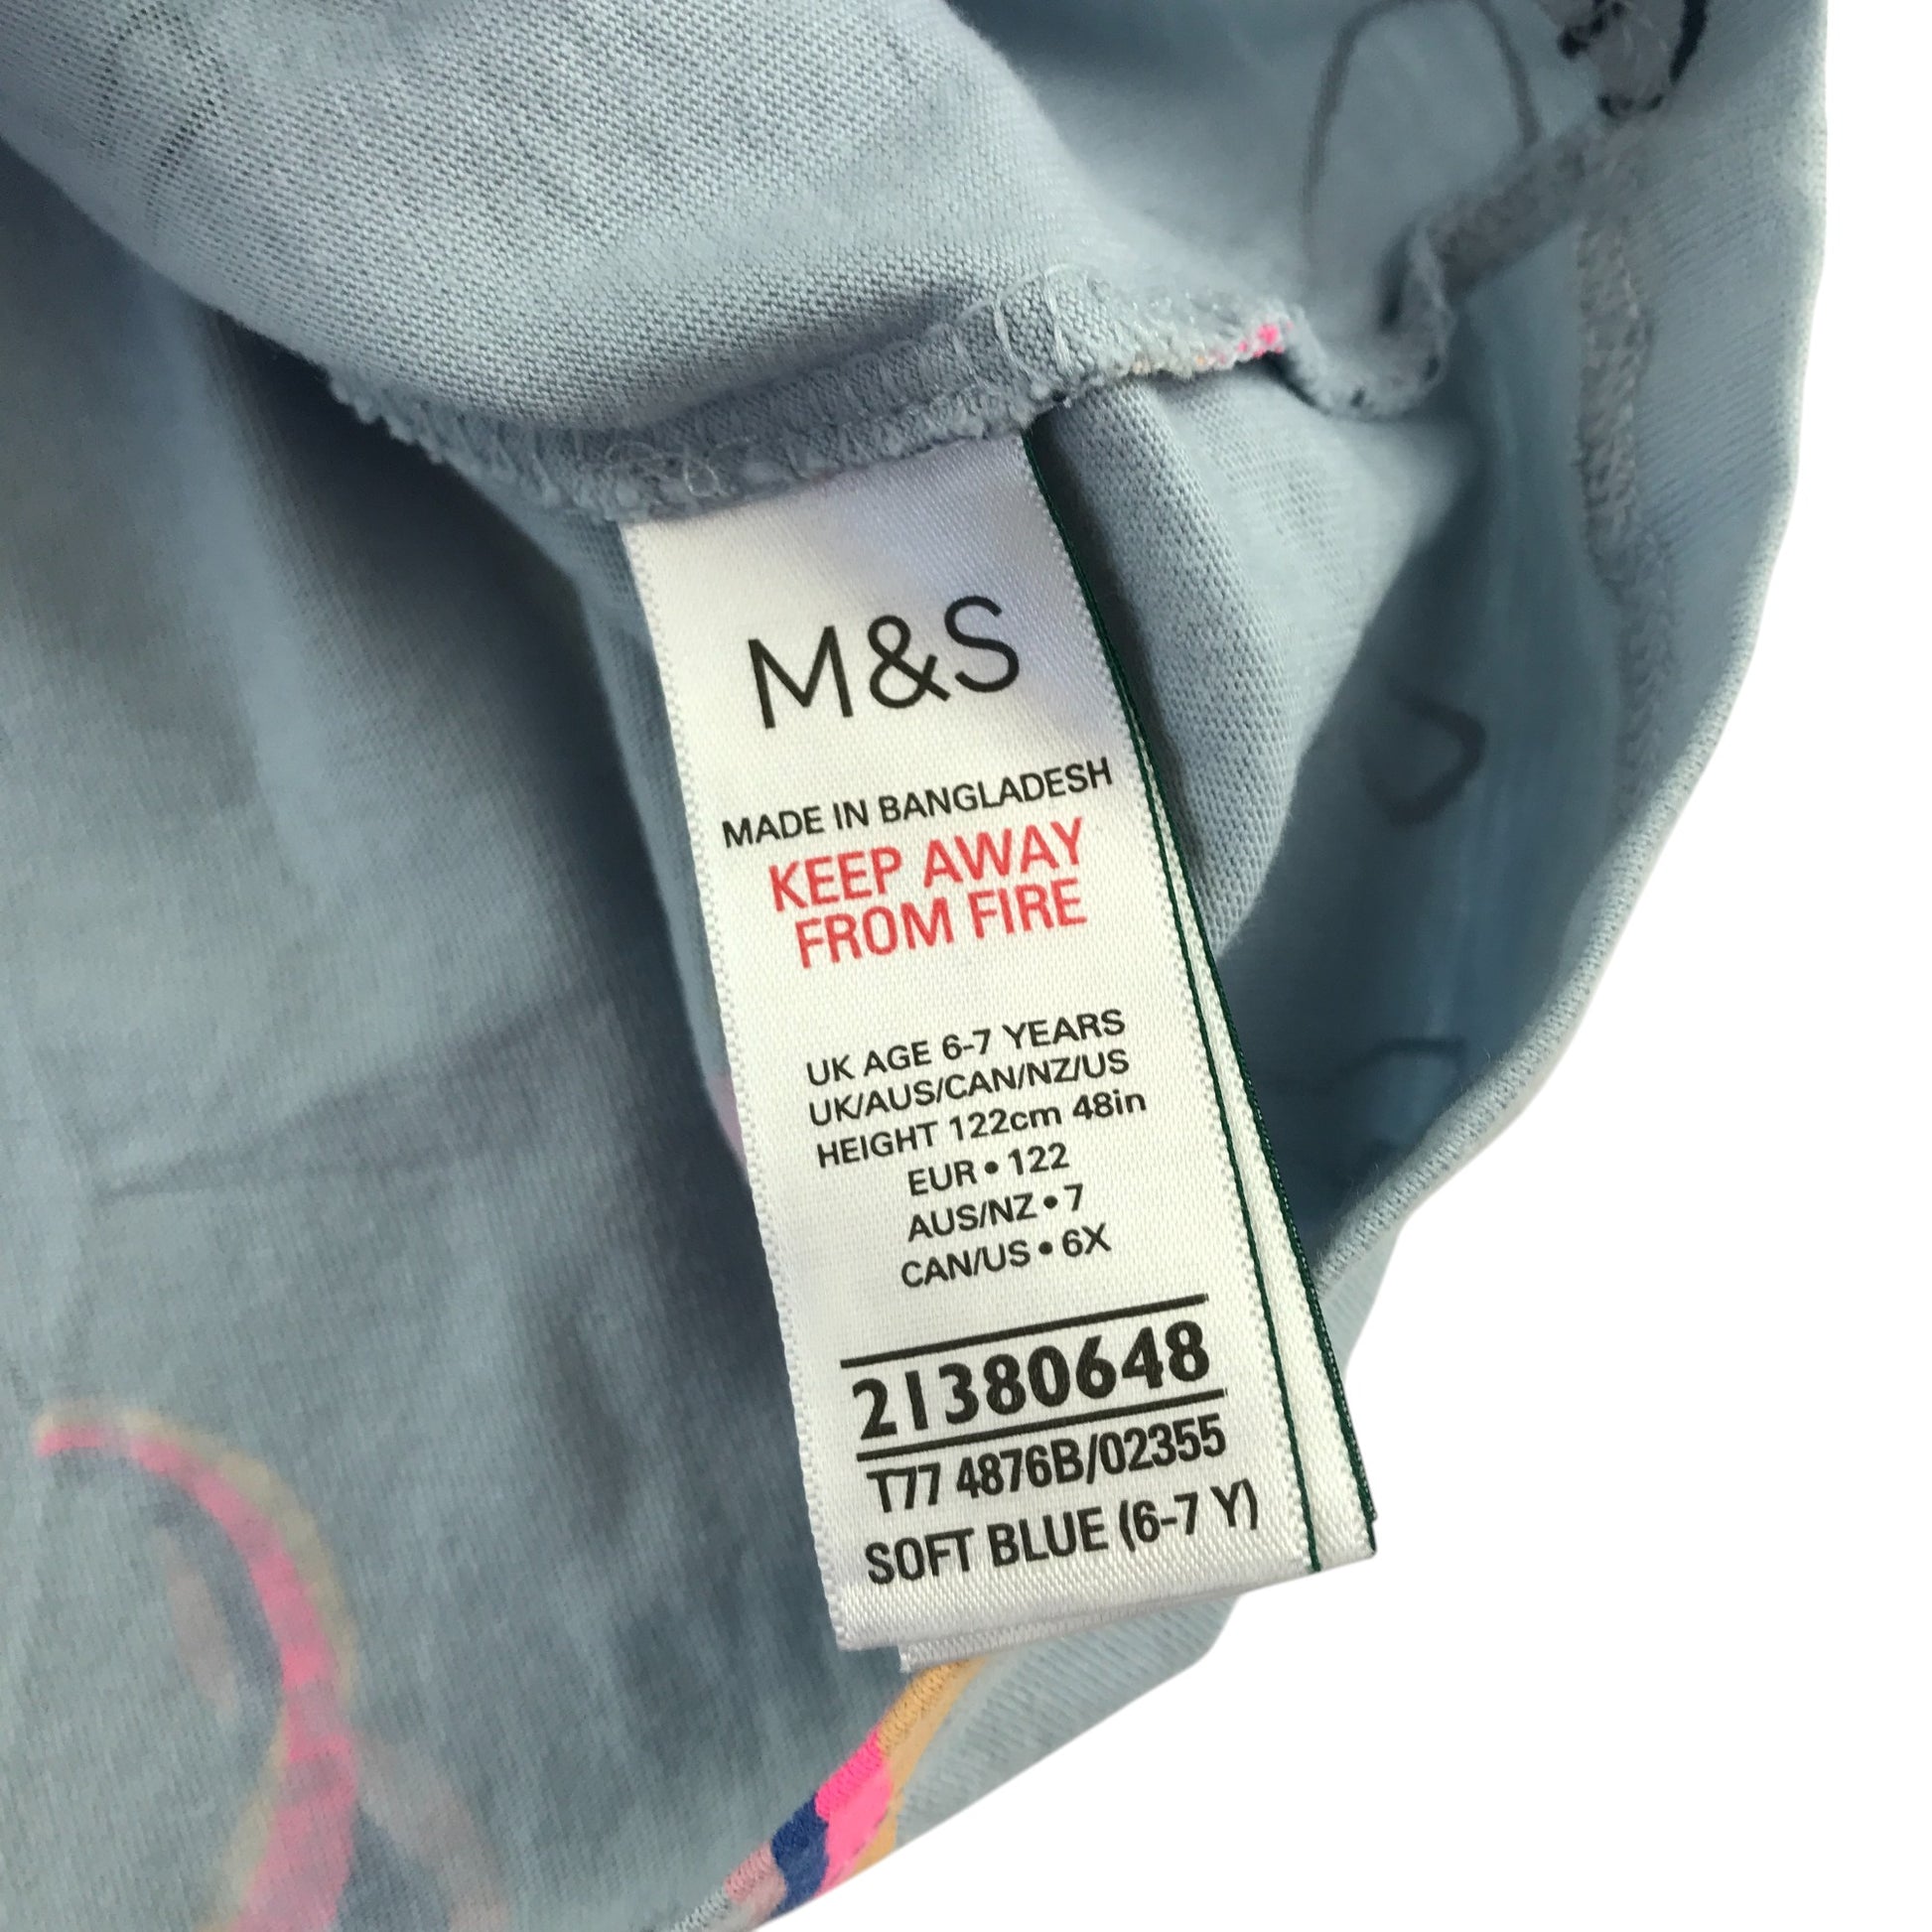 M&S
MADE IN BANGLADESH
KEEP AWAY
FROM FIRE
UK AGE 6-7 YEARS
UK/AUS/CAN/NZ/US
HEIGHT 122cm 48in
EUR • 122
AUS/NZ • 7
CAN/US • 6X
21380648
T77 4876B/02355
SOFT BLUE (6-7 Y)